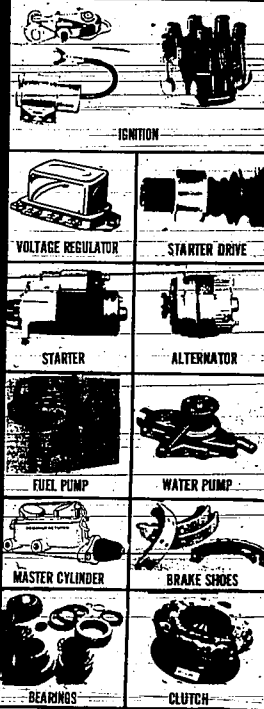 IGNITION
VOLTAGE REGULATOR
STARTER DRIVE
STARTER
ALTERNATOR
FUEL PUMP
WATER PUMP
MASTER CYLINDER
BRAKE SHOES
BEARINGS
CLUTCH